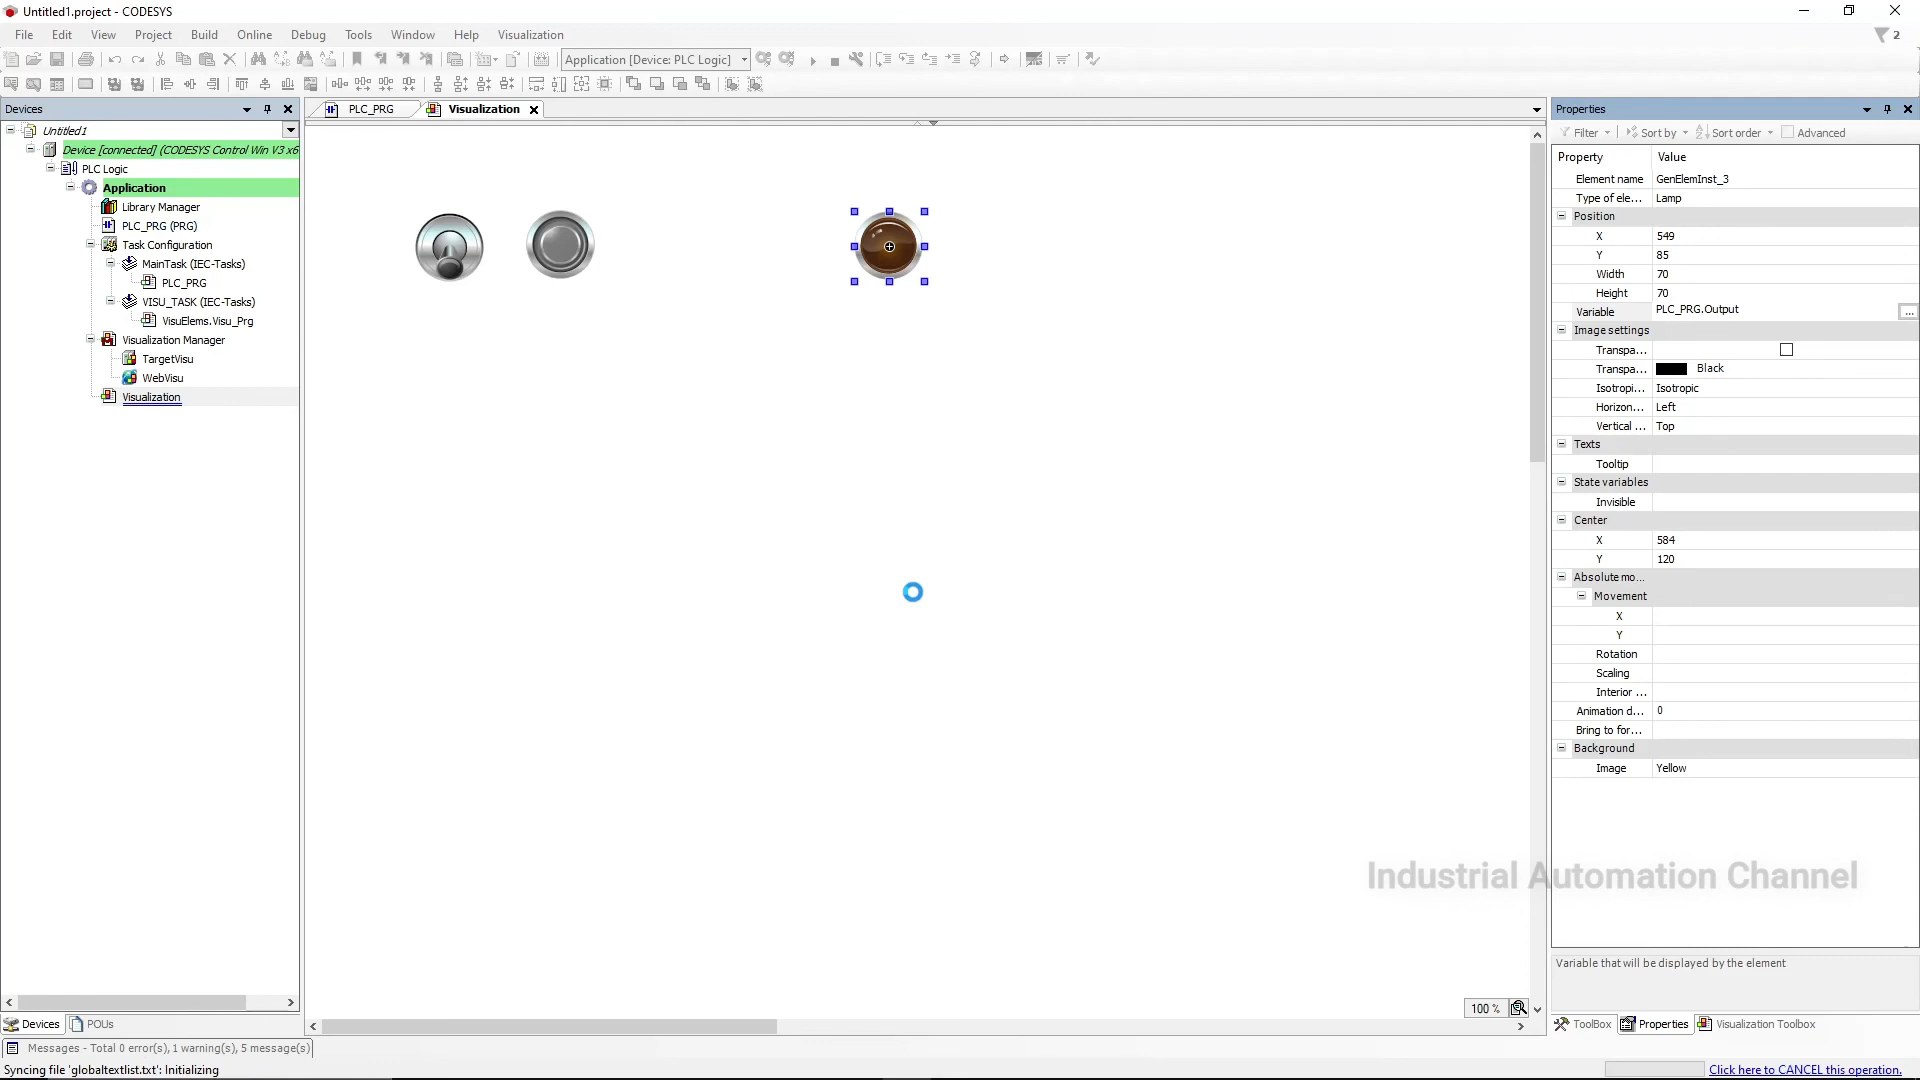 Untitled1.project - CODESYS
File Edit View Project Build Online Debug Tools Window Help Visualization
2
Application [Device: PLC Logic]
Devices
PLC_PRG Visualization
Properties
Untitled1
Device [connected] (CODESYS Control Win V3 x6
PLC Logic
Application
Library Manager
PLC_PRG (PRG)
Task Configuration
MainTask (IEC-Tasks)
PLC_PRG
VISU_TASK (IEC-Tasks)
VisuElems.Visu_Prg
Visualization Manager
TargetVisu
WebVisu
Visualization
Filter Sort by Sort order Advanced
Property Value
Element name GenElemInst_3
Type of ele... Lamp
Position
X 549
Y 85
Width 70
Height 70
Variable PLC_PRG.Output ...
Image settings
Transpa...
Transpa... Black
Isotropi... Isotropic
Horizon... Left
Vertical ... Top
Texts
Tooltip
State variables
Invisible
Center
X 584
Y 120
Absolute mo...
Movement
X
Y
Rotation
Scaling
Interior ...
Animation d... 0
Bring to for...
Background
Image Yellow
Industrial Automation Channel
Variable that will be displayed by the element
100 %
Devices POUs
ToolBox Properties Visualization Toolbox
Messages - Total 0 error(s), 1 warning(s), 5 message(s)
Syncing file 'globaltextlist.txt': Initializing
Click here to CANCEL this operation.